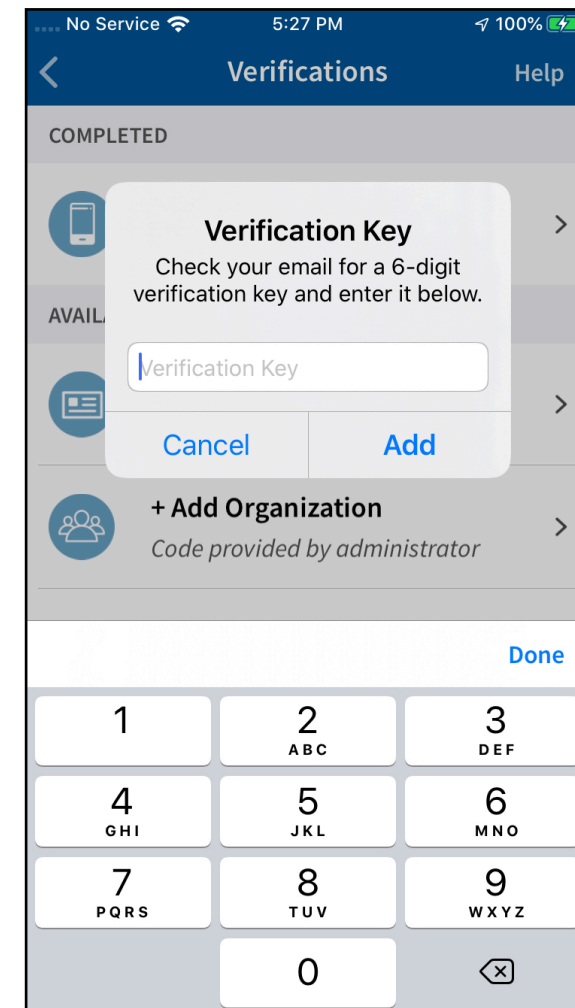 No Service 5:27 PM 100%
Verifications Help
COMPLETED
Verification Key
Check your email for a 6-digit
verification key and enter it below.
AVAIL
Verification Key
Cancel Add
+ Add Organization
Code provided by administrator
Done
1 2 3
ABC DEF
4 5 6
GHI JKL MNO
7 8 9
PQRS TUV WXYZ
0